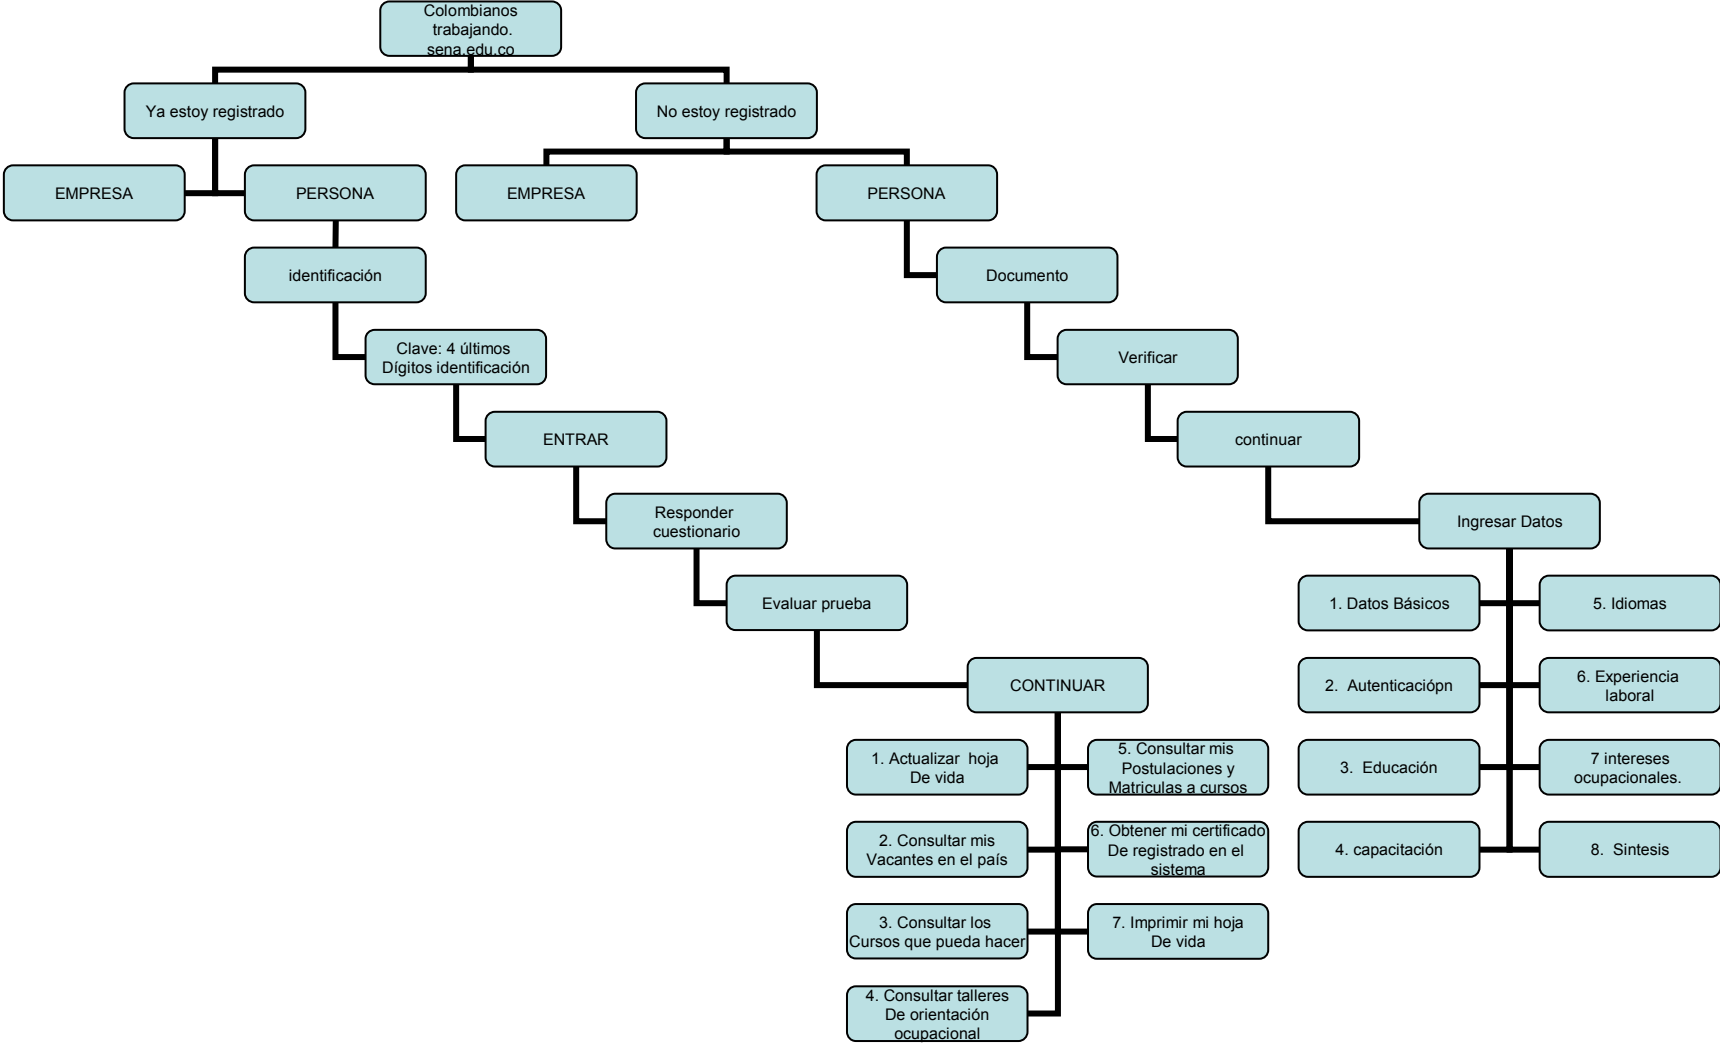 Colombianos
trabajando.
sena.edu.co
Ya estoy registrado
No estoy registrado
EMPRESA
PERSONA
EMPRESA
PERSONA
identificación
Documento
Clave: 4 últimos
Dígitos identificación
Verificar
ENTRAR
continuar
Responder
cuestionario
Ingresar Datos
Evaluar prueba
1. Datos Básicos
5. Idiomas
CONTINUAR
2.  Autenticaciópn
6. Experiencia
laboral
1. Actualizar  hoja
De vida
5. Consultar mis
Postulaciones y
Matriculas a cursos
3.  Educación
7 intereses
ocupacionales.
2. Consultar mis
Vacantes en el país
6. Obtener mi certificado
De registrado en el
sistema
4. capacitación
8.  Sintesis
3. Consultar los
Cursos que pueda hacer
7. Imprimir mi hoja
De vida
4. Consultar talleres
De orientación
ocupacional